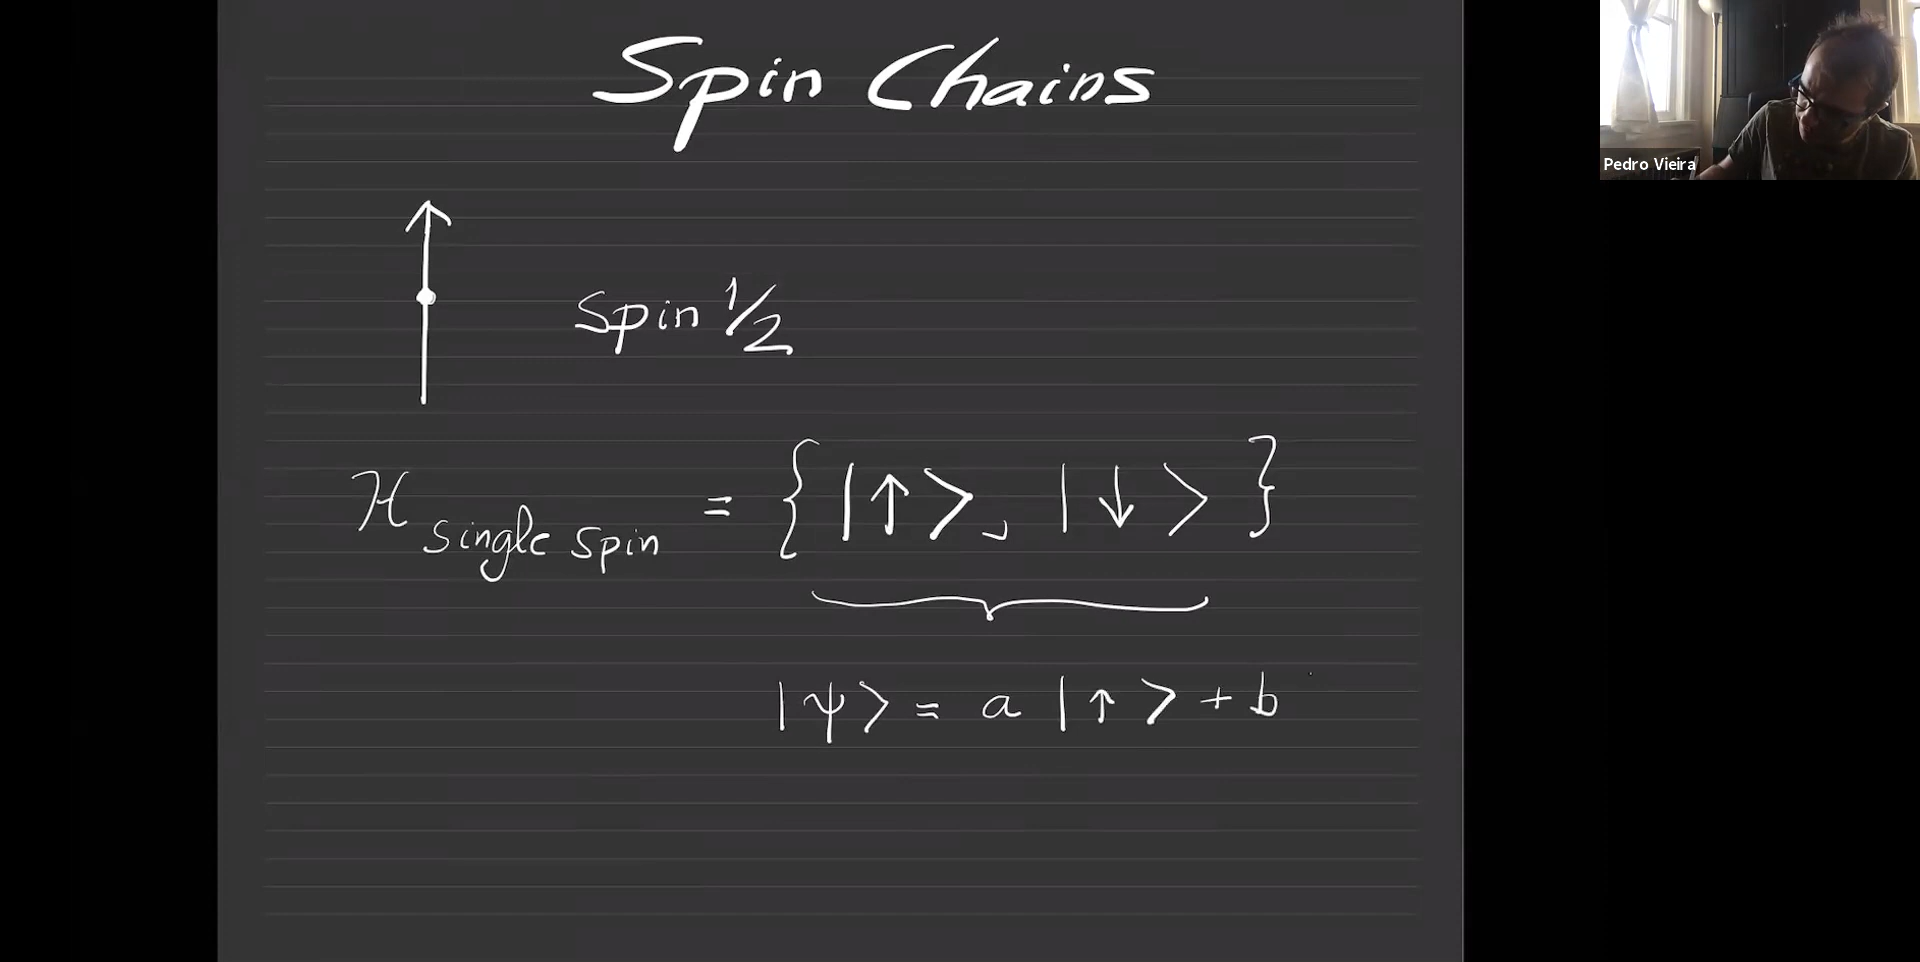 Spin Chains
Pedro Vieira
Spin 1/2
ℋ single spin = { |↑>, |↓> }
|ψ> = a |↑> + b